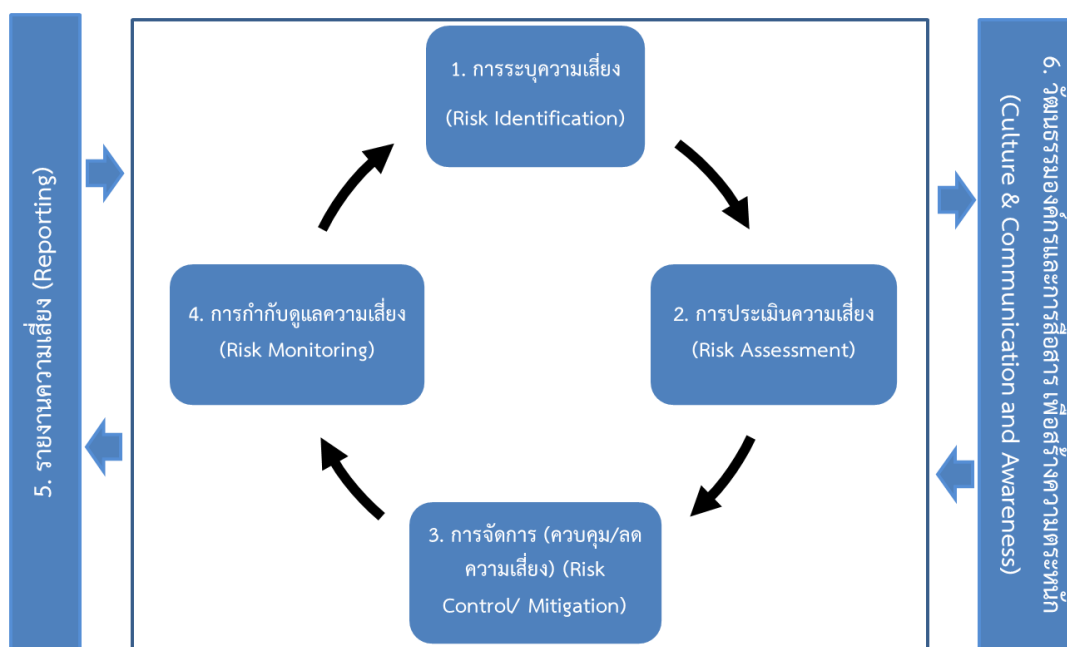 1. การระบุความเสี่ยง
(Risk Identification)
2. การประเมินความเสี่ยง
(Risk Assessment)
3. การจัดการ (ควบคุม/ลด
ความเสี่ยง) (Risk
Control/ Mitigation)
4. การกำกับดูแลความเสี่ยง
(Risk Monitoring)
5. รายงานความเสี่ยง (Reporting)
6. วัฒนธรรมองค์กรและการสื่อสาร เพื่อสร้างความตระหนัก
(Culture & Communication and Awareness)